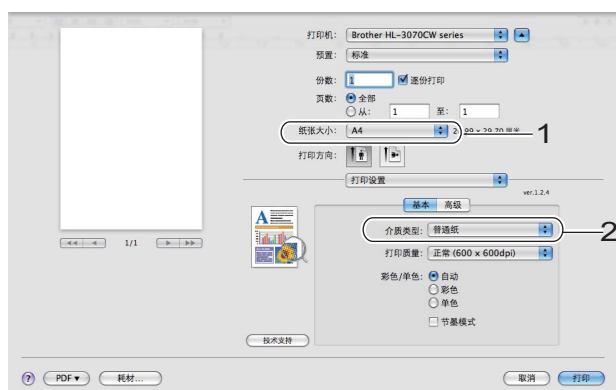 打印机: Brother HL-3070CW series
预置: 标准
份数: 1 逐份打印
页数: 全部
从: 1 至: 1
纸张大小: A4 1
打印方向:
打印设置
ver.1.2.4
基本 高级
介质类型: 普通纸 2
打印质量: 正常 (600 x 600dpi)
彩色/单色: 自动
彩色
单色
节墨模式
1/1
技术支持
? PDF▼ 耗材... 取消 打印